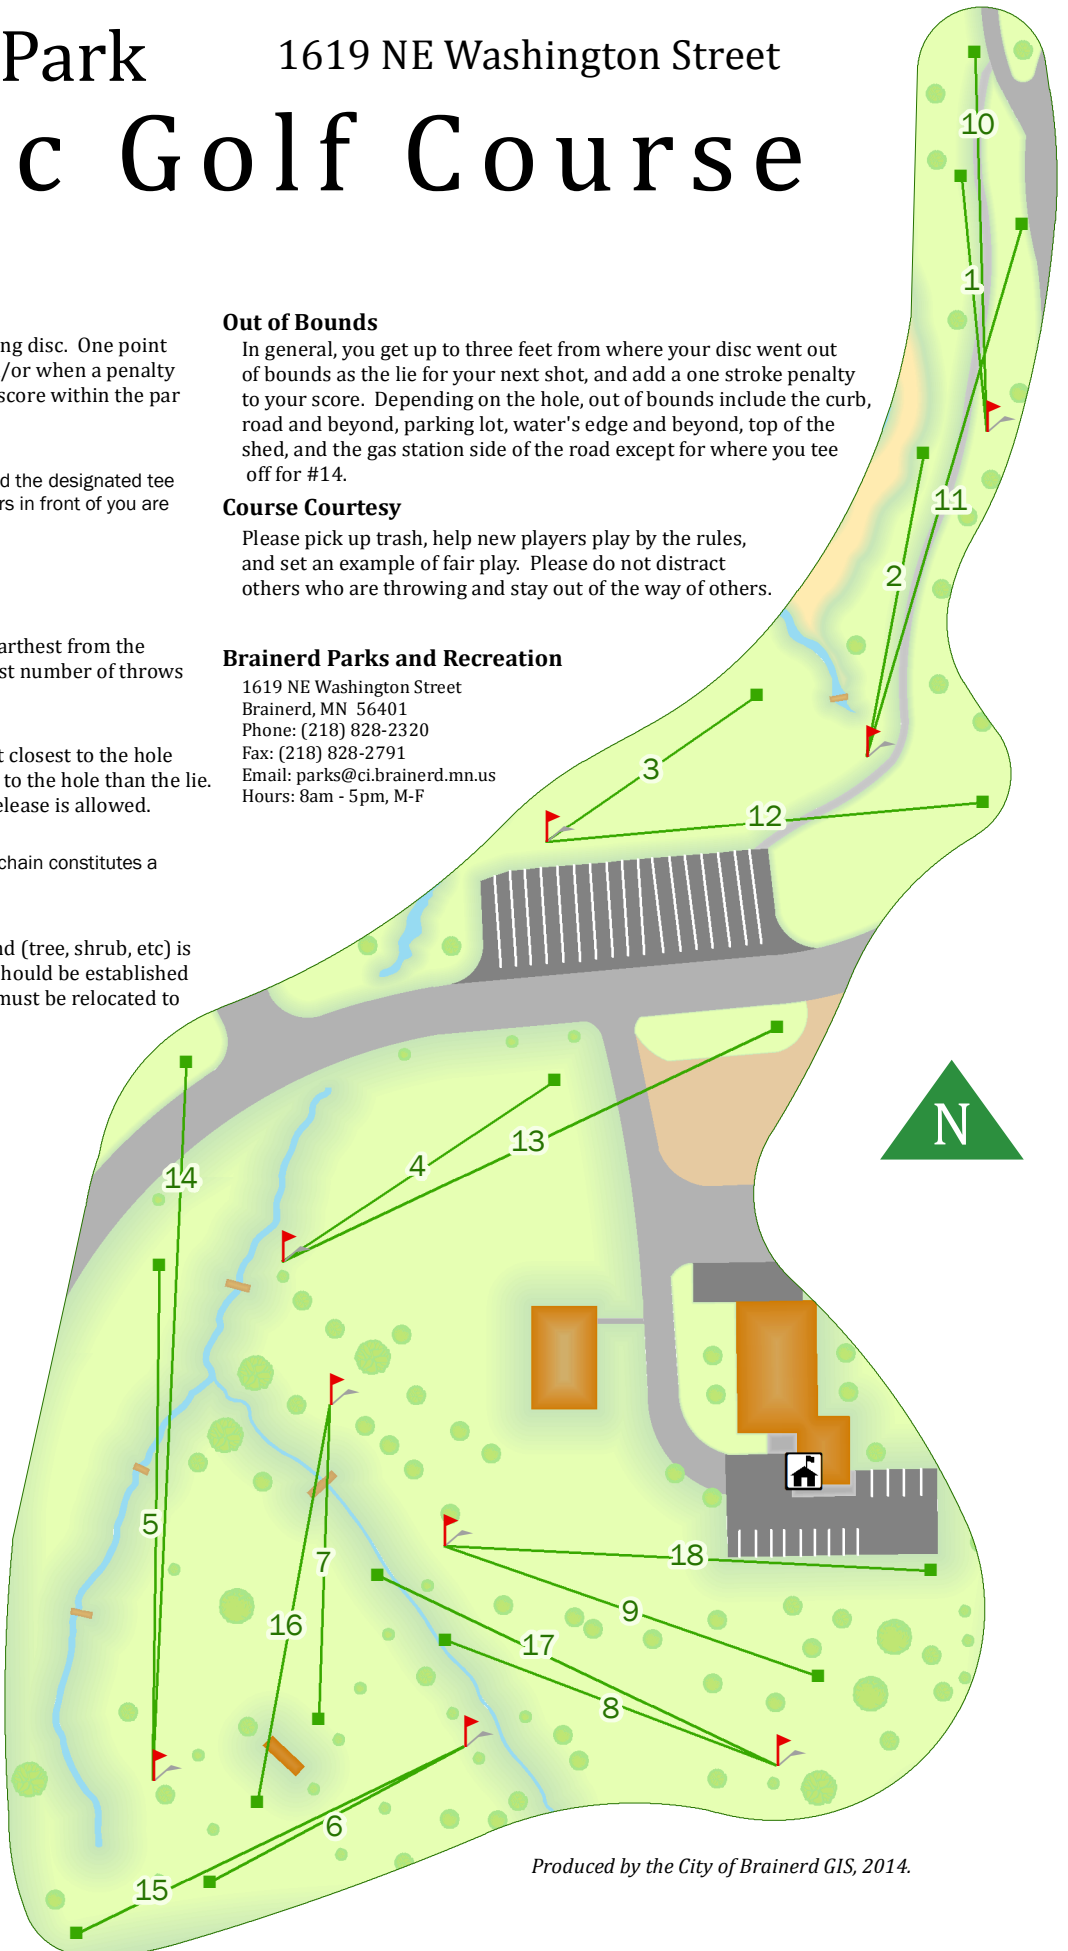 Park
1619 NE Washington Street
c Golf Course
ng disc. One point
/or when a penalty
score within the par
d the designated tee
rs in front of you are
arthest from the
st number of throws
t closest to the hole
to the hole than the lie.
elease is allowed.
chain constitutes a
nd (tree, shrub, etc) is
should be established
must be relocated to
Out of Bounds
In general, you get up to three feet from where your disc went out
of bounds as the lie for your next shot, and add a one stroke penalty
to your score. Depending on the hole, out of bounds include the curb,
road and beyond, parking lot, water's edge and beyond, top of the
shed, and the gas station side of the road except for where you tee
off for #14.
Course Courtesy
Please pick up trash, help new players play by the rules,
and set an example of fair play. Please do not distract
others who are throwing and stay out of the way of others.
Brainerd Parks and Recreation
1619 NE Washington Street
Brainerd, MN 56401
Phone: (218) 828-2320
Fax: (218) 828-2791
Email: parks@ci.brainerd.mn.us
Hours: 8am - 5pm, M-F
10
1
11
2
3
12
N
13
4
14
5
7
18
9
16
17
8
6
15
Produced by the City of Brainerd GIS, 2014.